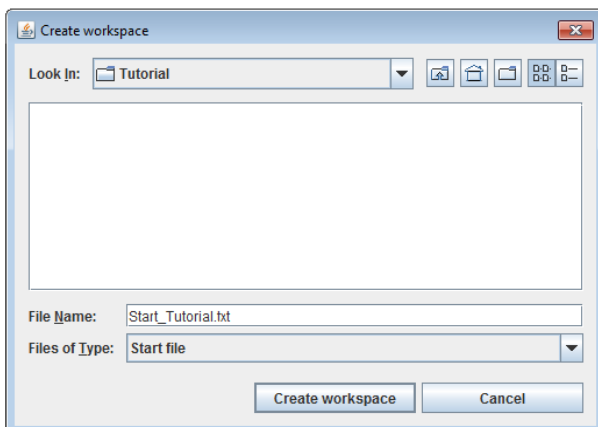 Create workspace
Look In: Tutorial
File Name: Start_Tutorial.txt
Files of Type: Start file
Create workspace Cancel